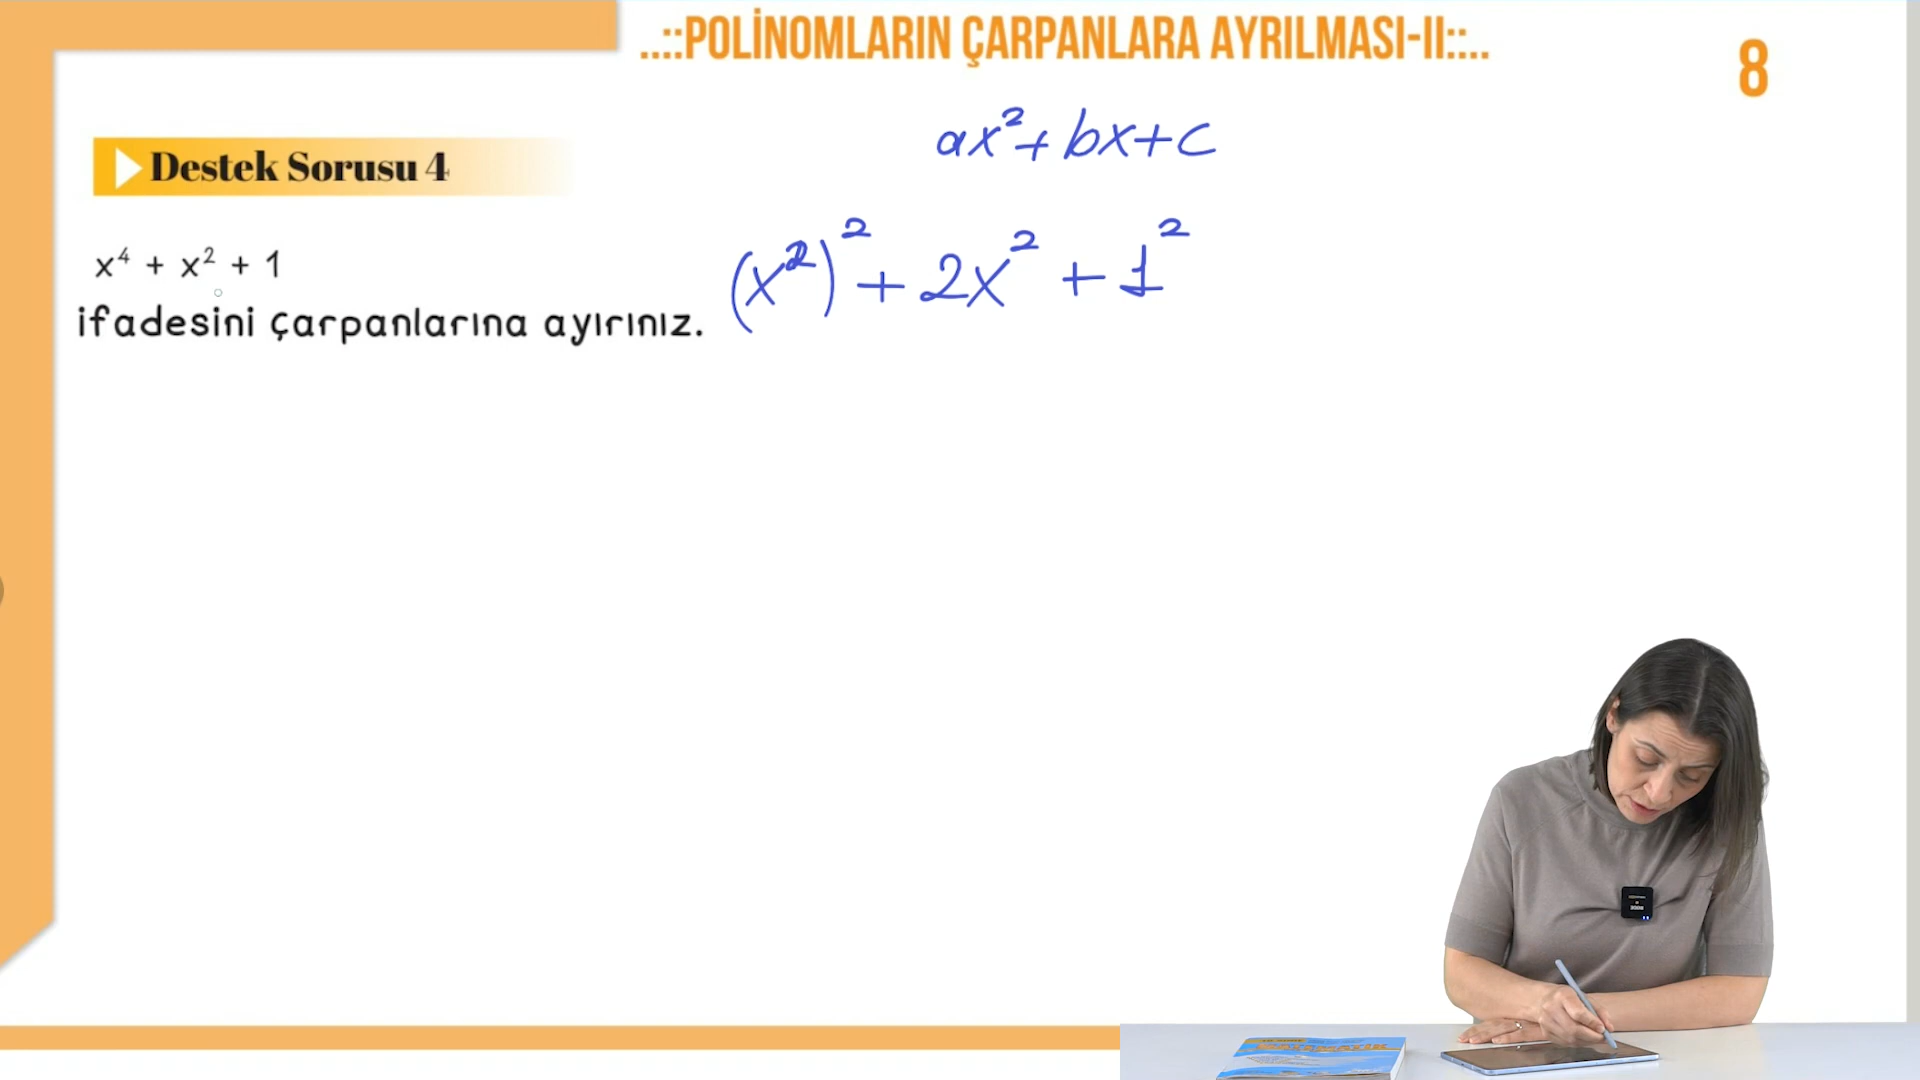 ..::POLİNOMLARIN ÇARPANLARA AYRILMASI-II::..
8
ax² + bx + c
Destek Sorusu 4
(x²)² + 2x² + 1²
x⁴ + x² + 1
ifadesini çarpanlarına ayırınız.